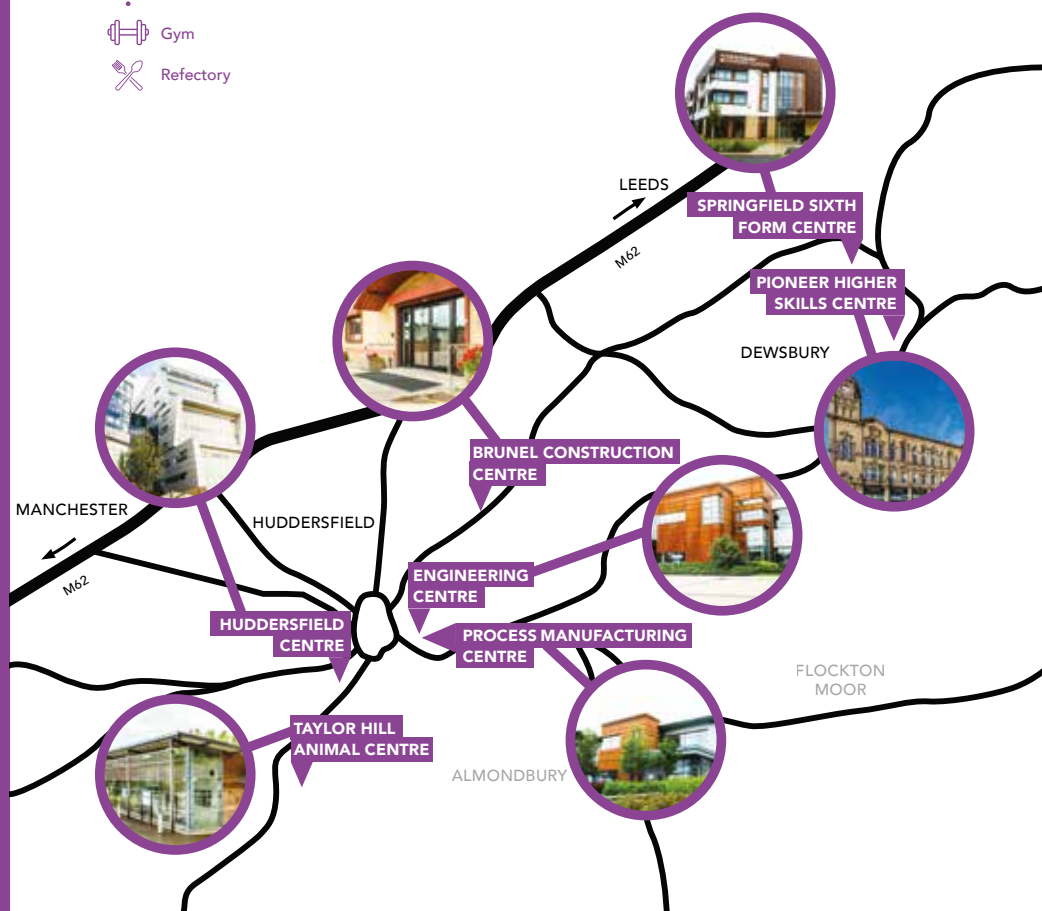 Gym
Refectory
LEEDS
M62
SPRINGFIELD SIXTH
FORM CENTRE
PIONEER HIGHER
SKILLS CENTRE
DEWSBURY
BRUNEL CONSTRUCTION
CENTRE
MANCHESTER
M62
HUDDERSFIELD
ENGINEERING
CENTRE
HUDDERSFIELD
CENTRE
PROCESS MANUFACTURING
CENTRE
FLOCKTON
MOOR
TAYLOR HILL
ANIMAL CENTRE
ALMONDBURY